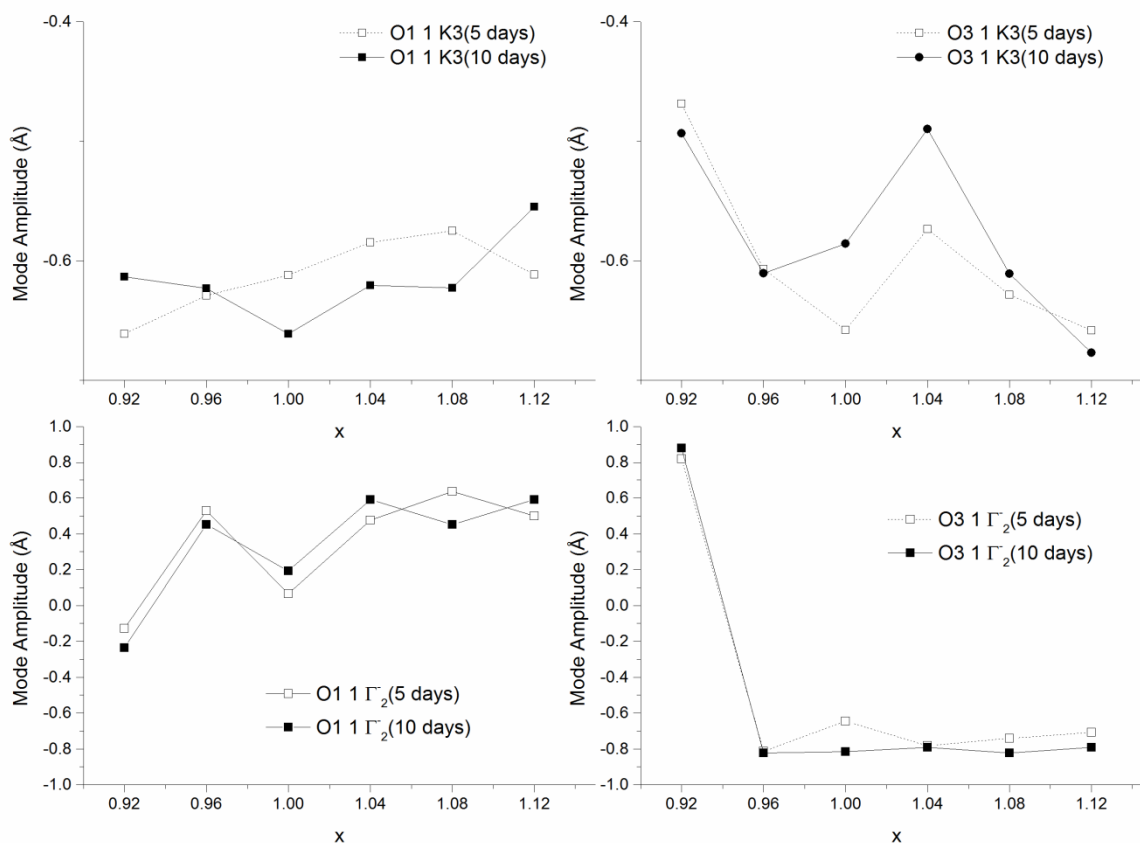 O1 1 K3(5 days)
O1 1 K3(10 days)
Mode Amplitude (Å)
-0.4
-0.6
0.92 0.96 1.00 1.04 1.08 1.12
x
O3 1 K3(5 days)
O3 1 K3(10 days)
Mode Amplitude (Å)
-0.4
-0.6
0.92 0.96 1.00 1.04 1.08 1.12
x
Mode Amplitude (Å)
1.0
0.8
0.6
0.4
0.2
0.0
-0.2
-0.4
-0.6
-0.8
-1.0
O1 1 Γ⁻₂(5 days)
O1 1 Γ⁻₂(10 days)
0.92 0.96 1.00 1.04 1.08 1.12
x
Mode Amplitude (Å)
1.0
0.8
0.6
0.4
0.2
0.0
-0.2
-0.4
-0.6
-0.8
-1.0
O3 1 Γ⁻₂(5 days)
O3 1 Γ⁻₂(10 days)
0.92 0.96 1.00 1.04 1.08 1.12
x